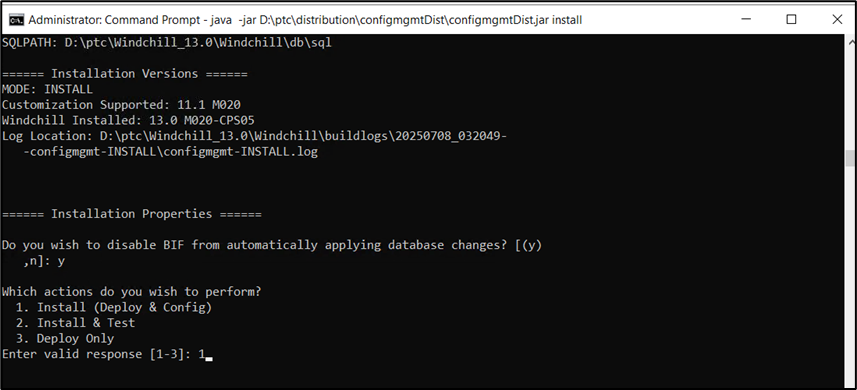 Administrator: Command Prompt - java  -jar D:\ptc\distribution\configmgmtDist\configmgmtDist.jar install
SQLPATH: D:\ptc\Windchill_13.0\Windchill\db\sql
====== Installation Versions ======
MODE: INSTALL
Customization Supported: 11.1 M020
Windchill Installed: 13.0 M020-CPS05
Log Location: D:\ptc\Windchill_13.0\Windchill\buildlogs\20250708_032049-
-configmgmt-INSTALL\configmgmt-INSTALL.log
====== Installation Properties ======
Do you wish to disable BIF from automatically applying database changes? [(y)
,n]: y
Which actions do you wish to perform?
1. Install (Deploy & Config)
2. Install & Test
3. Deploy Only
Enter valid response [1-3]: 1